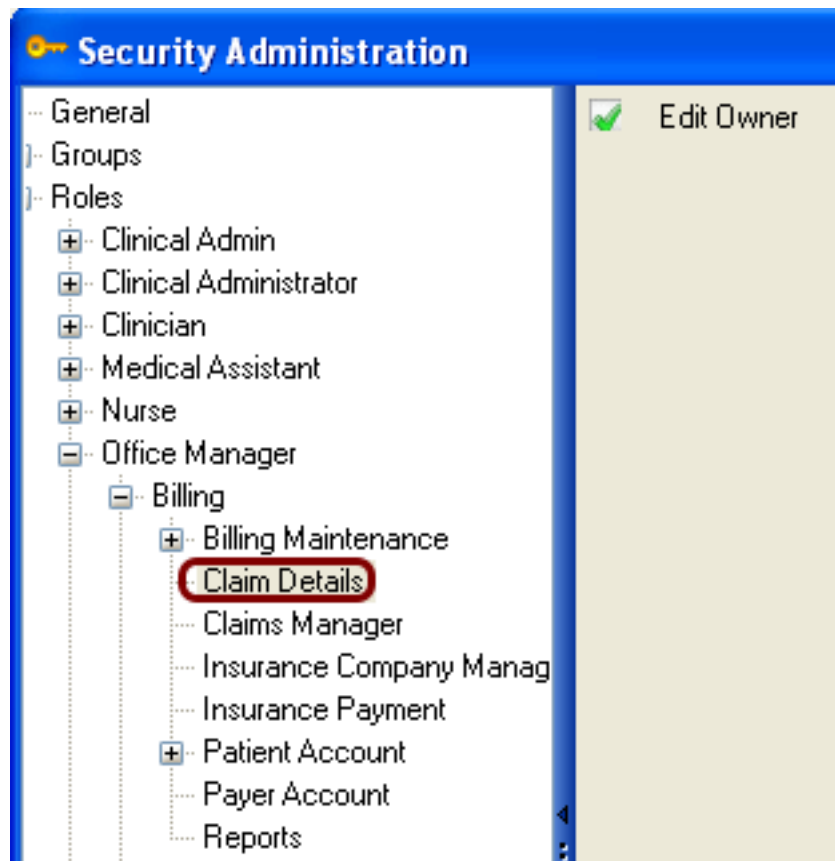 Security Administration
General
Edit Owner
Groups
Roles
Clinical Admin
Clinical Administrator
Clinician
Medical Assistant
Nurse
Office Manager
Billing
Billing Maintenance
Claim Details
Claims Manager
Insurance Company Manag
Insurance Payment
Patient Account
Payer Account
Reports